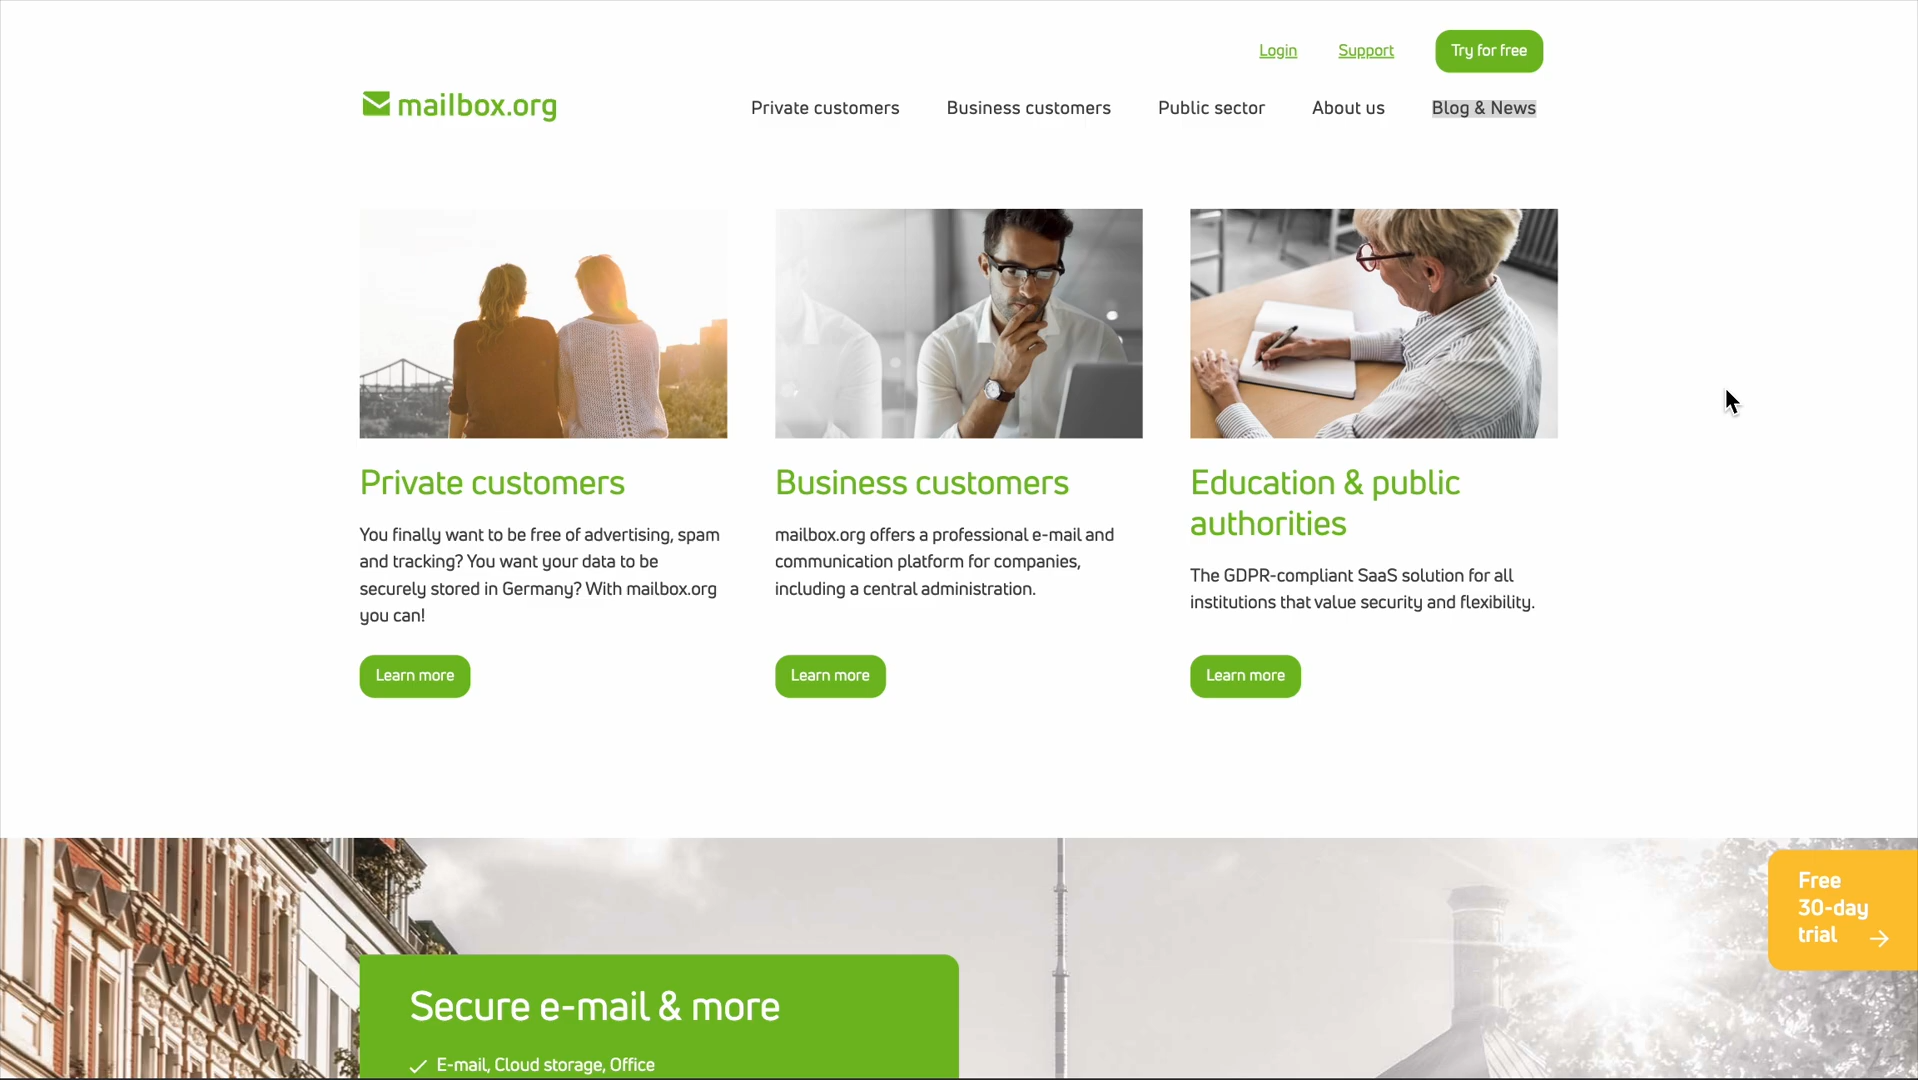 Login
Support
Try for free
mailbox.org
Private customers
Business customers
Public sector
About us
Blog & News
Private customers
You finally want to be free of advertising, spam
and tracking? You want your data to be
securely stored in Germany? With mailbox.org
you can!
Learn more
Business customers
mailbox.org offers a professional e-mail and
communication platform for companies,
including a central administration.
Learn more
Education & public
authorities
The GDPR-compliant SaaS solution for all
institutions that value security and flexibility.
Learn more
Free
30-day
trial
Secure e-mail & more
E-mail, Cloud storage, Office